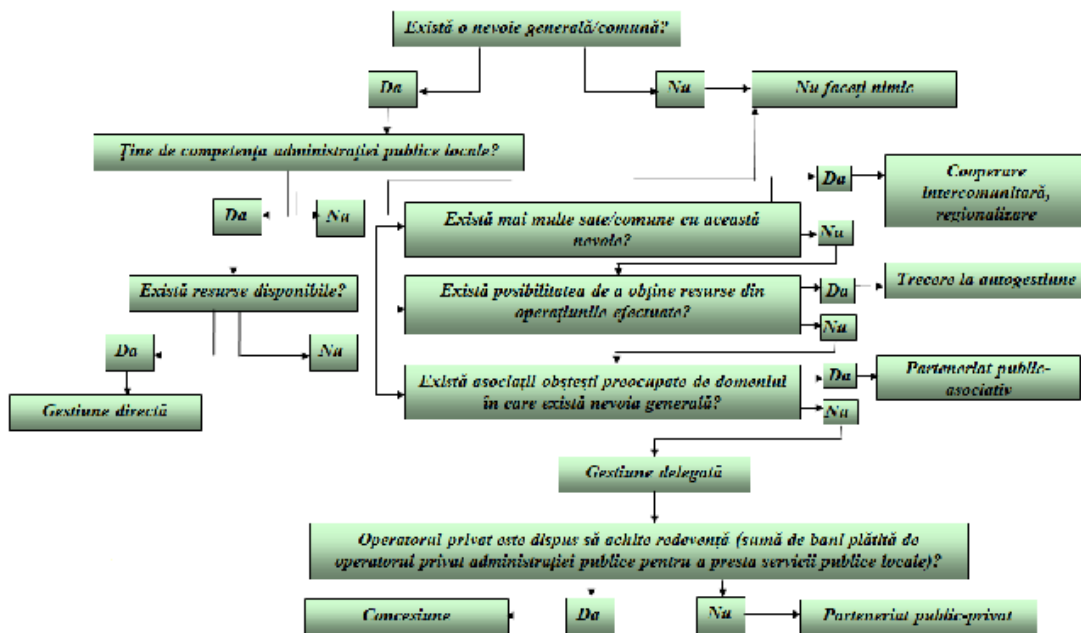 Există o nevoie generală/comună?
Da
Nu
Nu faceți nimic
Ține de competența administrației publice locale?
Da
Nu
Da
Cooperare
intercomunitară,
regionalizare
Există mai multe sate/comune cu această
nevoie?
Nu
Există resurse disponibile?
Există posibilitatea de a obține resurse din
operațiunile efectuate?
Da
Trecere la autogestiune
Nu
Da
Nu
Există asociații obștești preocupate de domeniul
în care există nevoia generală?
Da
Parteneriat public-
asociativ
Nu
Gestiune directă
Gestiune delegată
Operatorul privat este dispus să achite redevență (sumă de bani plătită de
operatorul privat administrației publice pentru a presta servicii publice locale)?
Concesiune
Da
Nu
Parteneriat public-privat